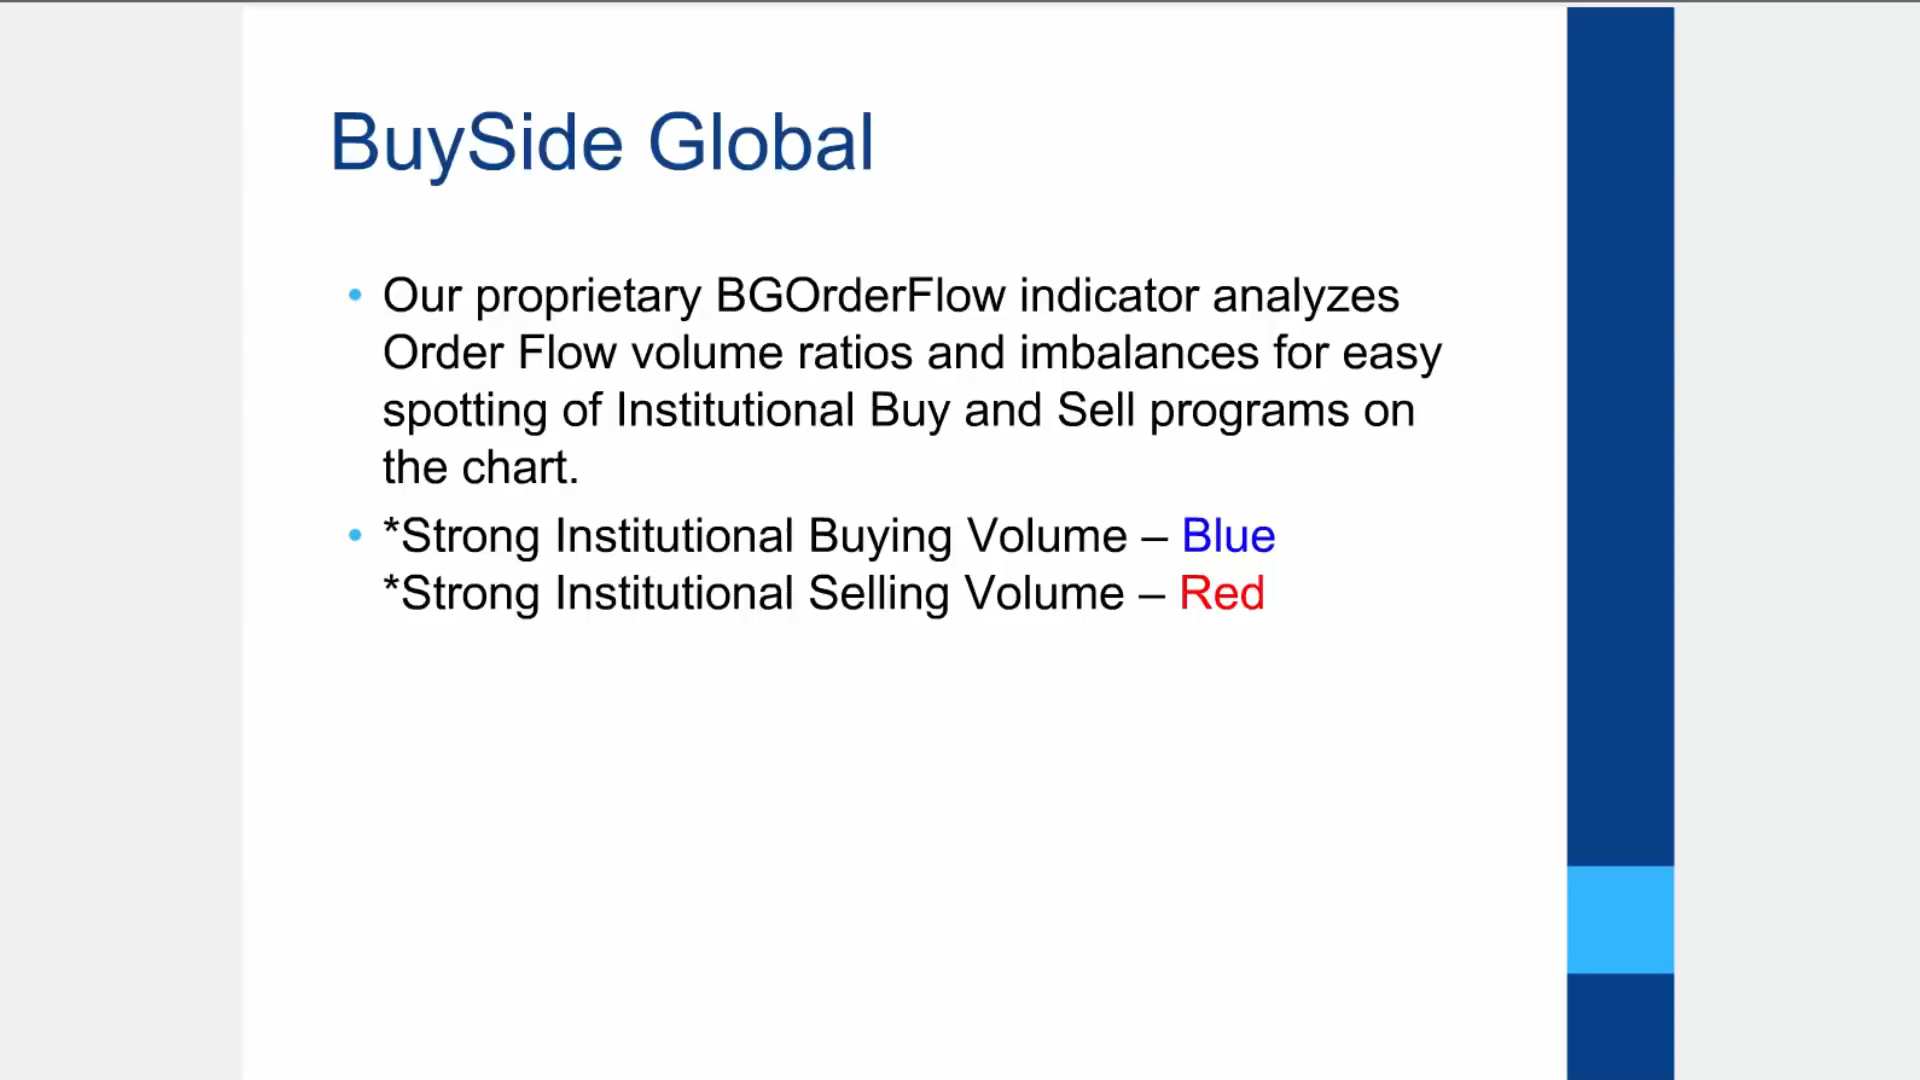 BuySide Global
• Our proprietary BGOrderFlow indicator analyzes
Order Flow volume ratios and imbalances for easy
spotting of Institutional Buy and Sell programs on
the chart.
• *Strong Institutional Buying Volume – Blue
*Strong Institutional Selling Volume – Red